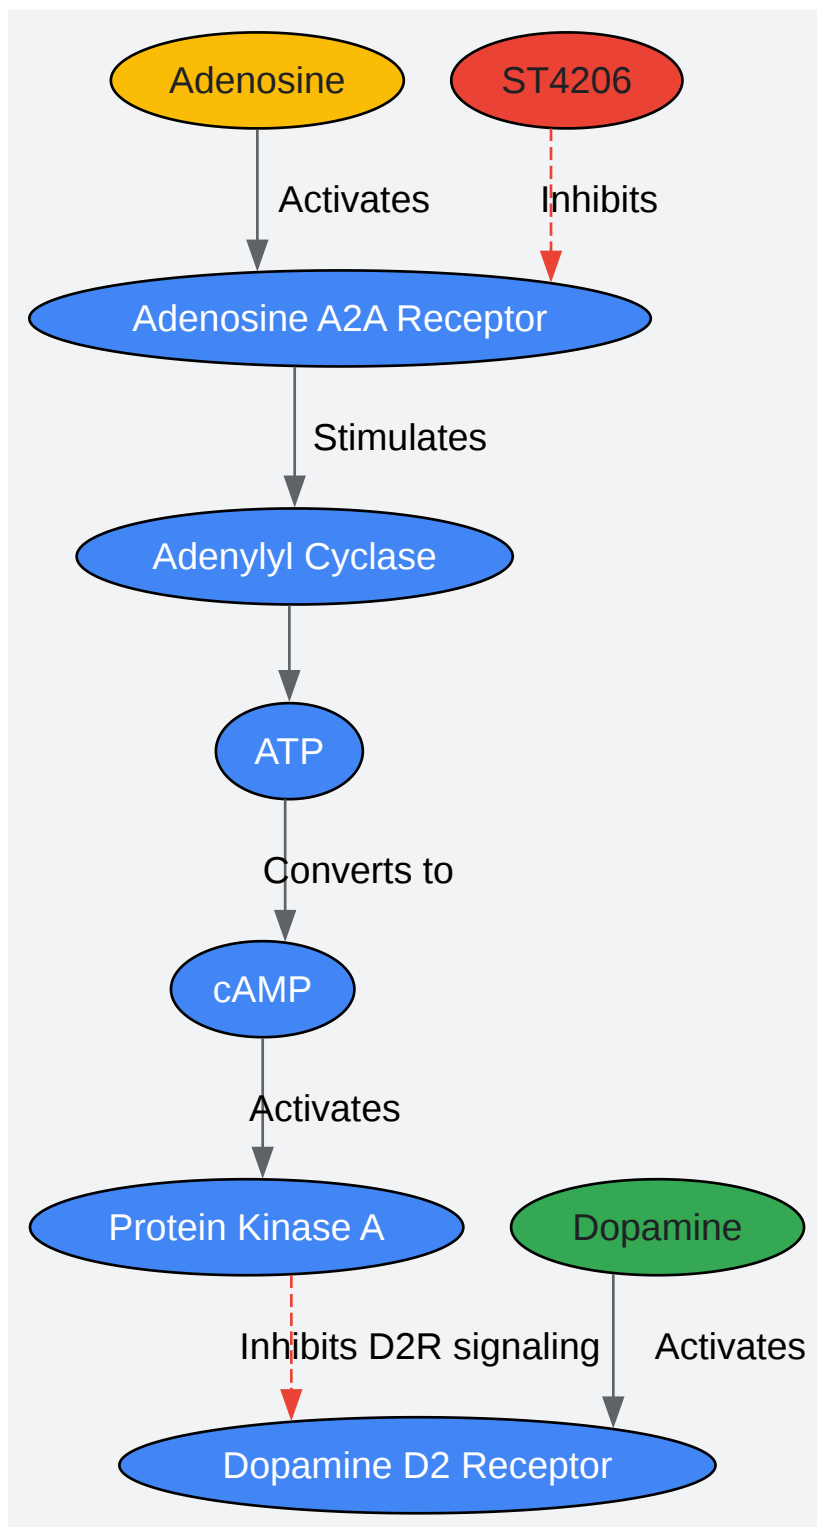 Adenosine
ST4206
Activates
Inhibits
Adenosine A2A Receptor
Stimulates
Adenylyl Cyclase
ATP
Converts to
cAMP
Activates
Protein Kinase A
Dopamine
Inhibits D2R signaling
Activates
Dopamine D2 Receptor